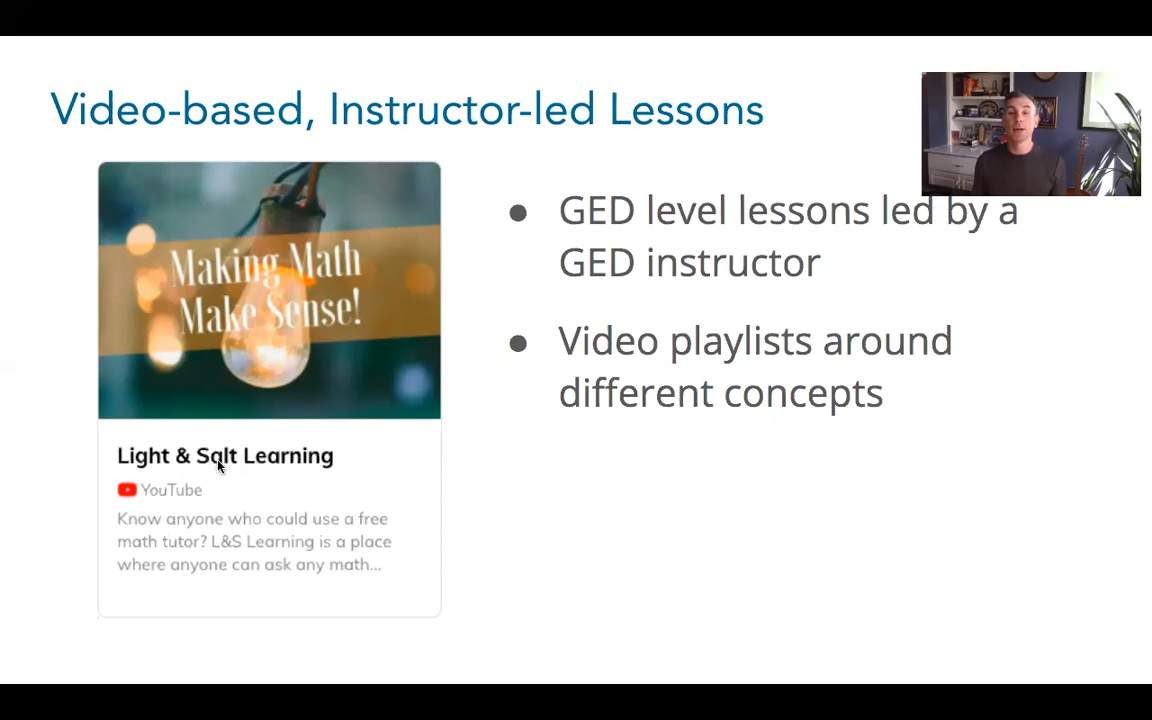 Video-based, Instructor-led Lessons
Making Math
Make Sense!
Light & Salt Learning
YouTube
Know anyone who could use a free
math tutor? L&S Learning is a place
where anyone can ask any math...
● GED level lessons led by a
GED instructor
● Video playlists around
different concepts